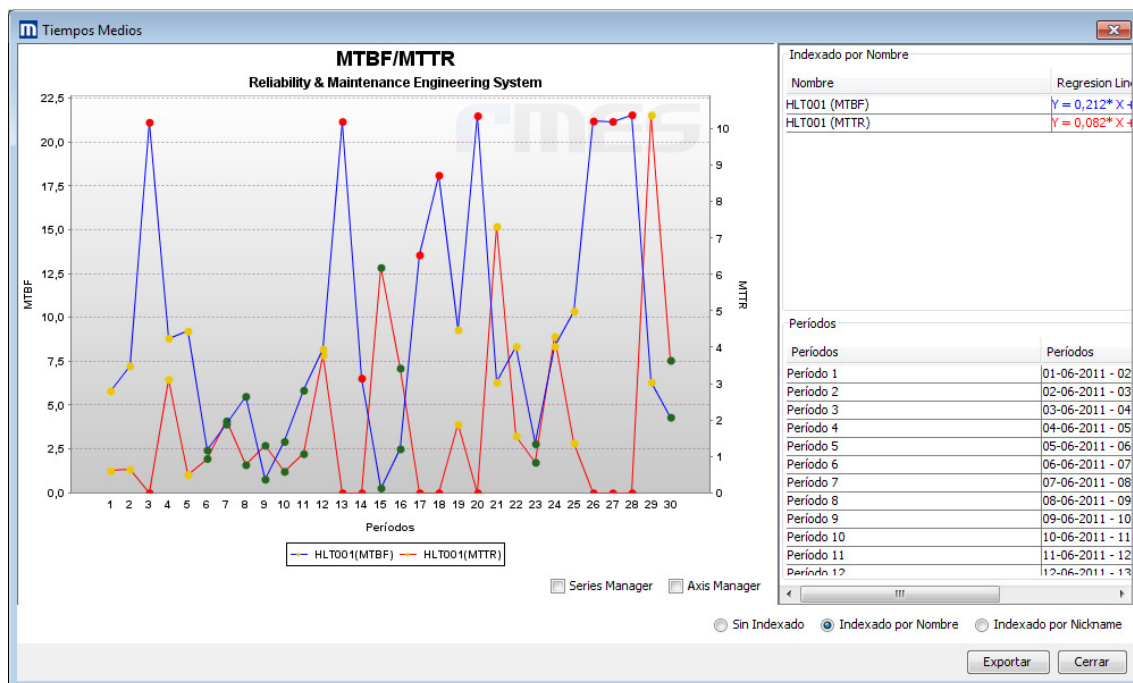 m Tiempos Medios
MTBF/MTTR
Reliability & Maintenance Engineering System
rmes
22,5
20,0
17,5
15,0
12,5
10,0
7,5
5,0
2,5
0,0
MTBF
10
9
8
7
6
5
4
3
2
1
0
MTTR
1 2 3 4 5 6 7 8 9 10 11 12 13 14 15 16 17 18 19 20 21 22 23 24 25 26 27 28 29 30
Períodos
HLT001(MTBF) HLT001(MTTR)
Series Manager Axis Manager
Indexado por Nombre
Nombre Regresion Line
HLT001 (MTBF) Y = 0,212* X +
HLT001 (MTTR) Y = 0,082* X +
Períodos
Períodos Períodos
Período 1 01-06-2011 - 02
Período 2 02-06-2011 - 03
Período 3 03-06-2011 - 04
Período 4 04-06-2011 - 05
Período 5 05-06-2011 - 06
Período 6 06-06-2011 - 07
Período 7 07-06-2011 - 08
Período 8 08-06-2011 - 09
Período 9 09-06-2011 - 10
Período 10 10-06-2011 - 11
Período 11 11-06-2011 - 12
Período 12 12-06-2011 - 13
Sin Indexado Indexado por Nombre Indexado por Nickname
Exportar Cerrar